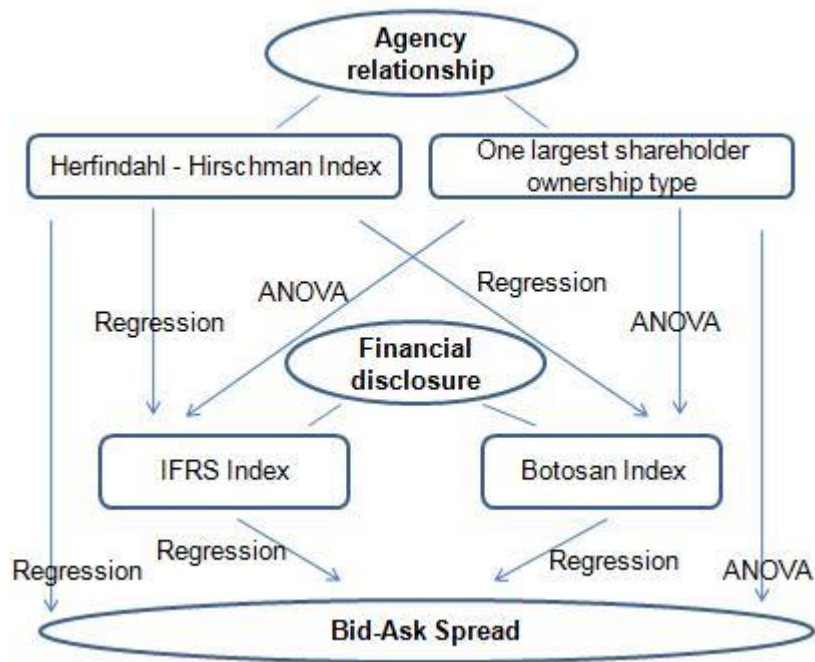 Agency
relationship
Herfindahl - Hirschman Index
One largest shareholder
ownership type
Regression
ANOVA
Regression
ANOVA
Financial
disclosure
IFRS Index
Botosan Index
Regression
Regression
Regression
ANOVA
Bid-Ask Spread